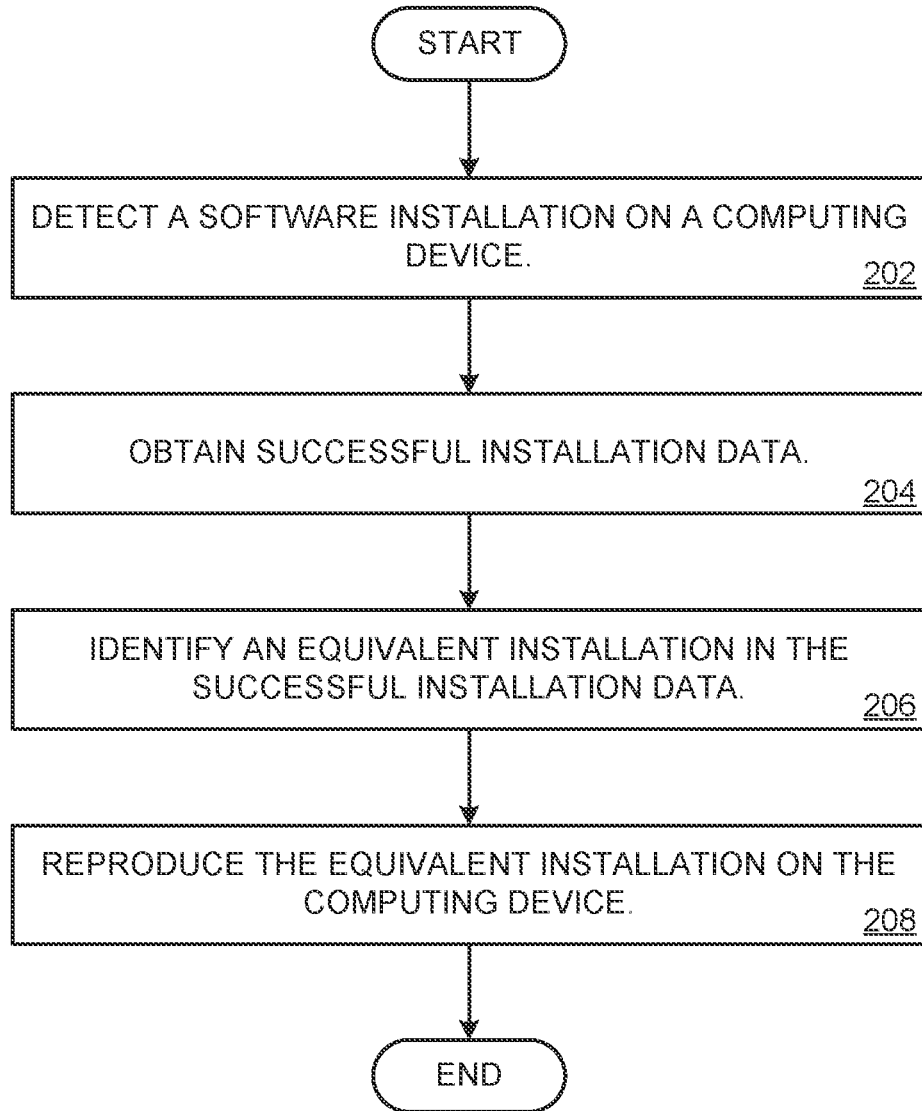 START
DETECT A SOFTWARE INSTALLATION ON A COMPUTING
DEVICE.
202
OBTAIN SUCCESSFUL INSTALLATION DATA.
204
IDENTIFY AN EQUIVALENT INSTALLATION IN THE
SUCCESSFUL INSTALLATION DATA.
206
REPRODUCE THE EQUIVALENT INSTALLATION ON THE
COMPUTING DEVICE.
208
END